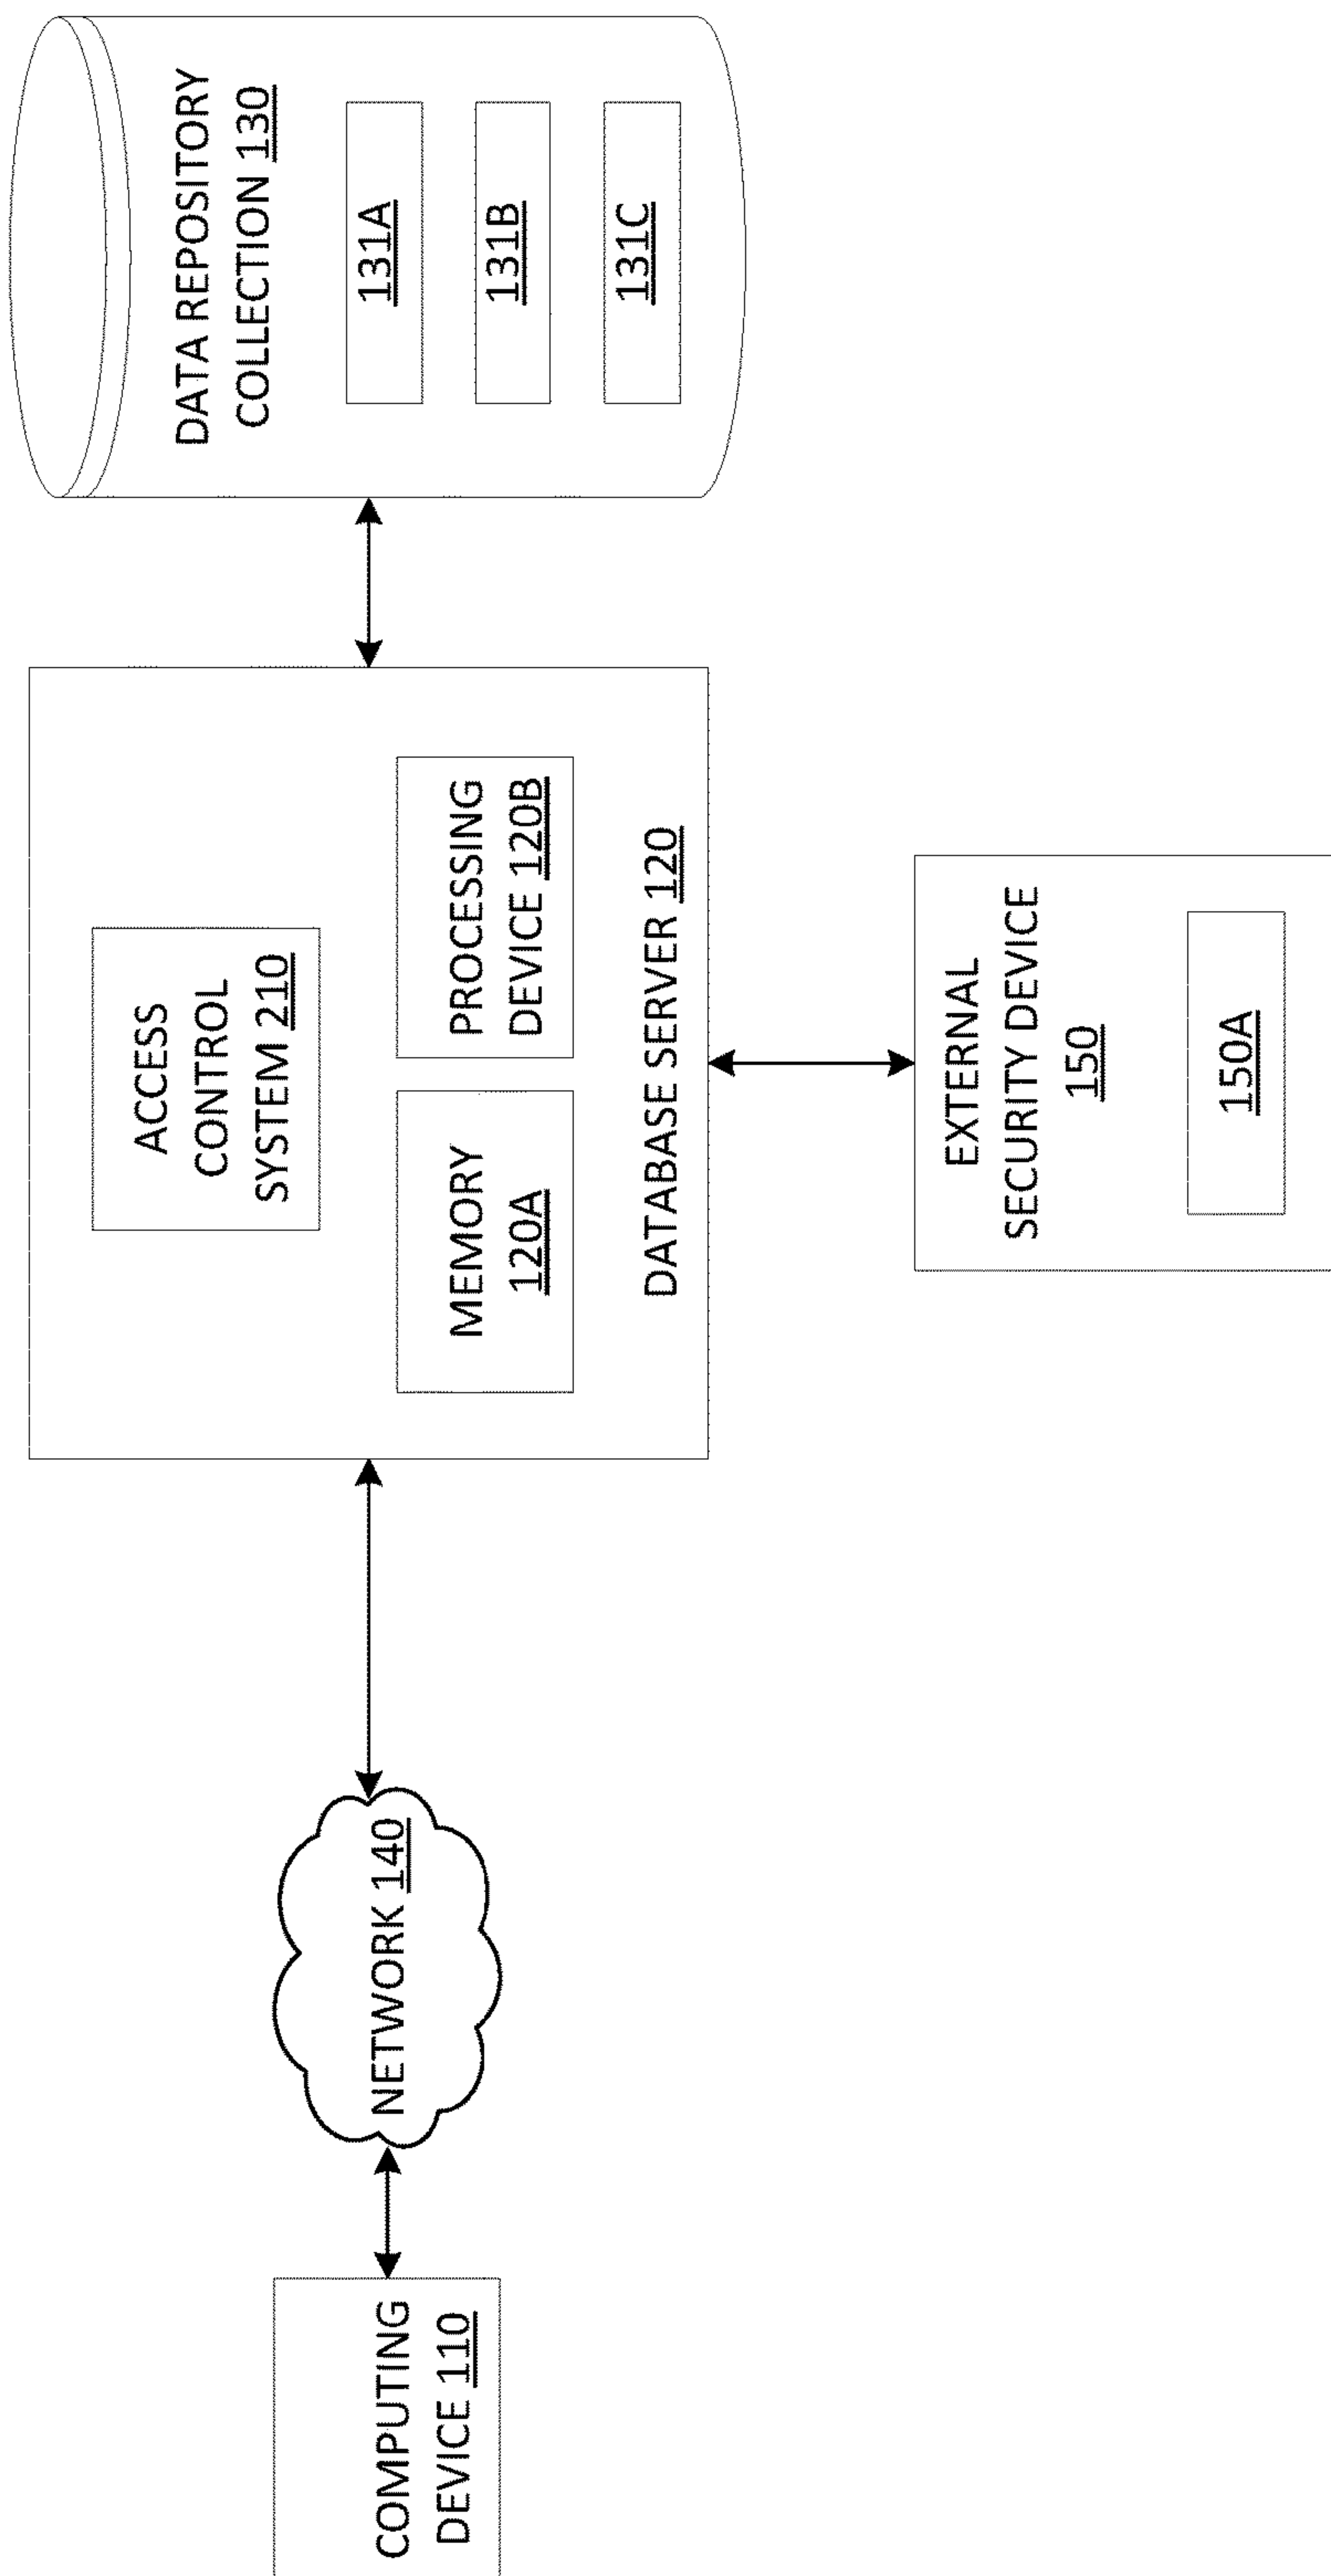 COMPUTING
DEVICE 110
NETWORK 140
ACCESS
CONTROL
SYSTEM 210
MEMORY
120A
PROCESSING
DEVICE 120B
DATABASE SERVER 120
EXTERNAL
SECURITY DEVICE
150
150A
DATA REPOSITORY
COLLECTION 130
131A
131B
131C